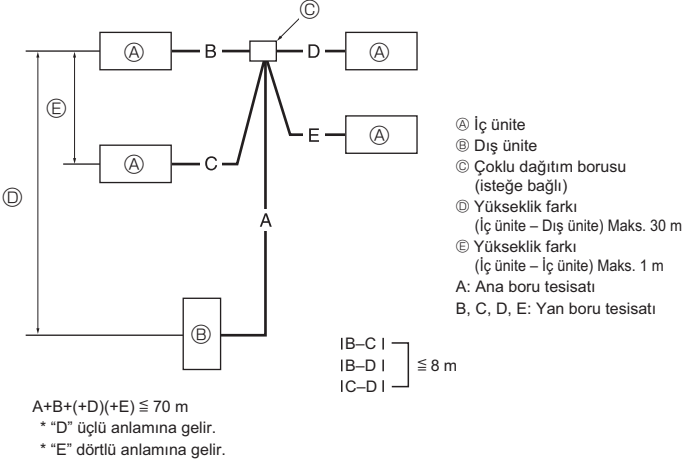 Ⓒ
Ⓐ B D Ⓐ
Ⓔ
E Ⓐ
Ⓐ C
Ⓓ
A
Ⓑ
Ⓐ İç ünite
Ⓑ Dış ünite
Ⓒ Çoklu dağıtım borusu
(isteğe bağlı)
Ⓓ Yükseklik farkı
(İç ünite – Dış ünite) Maks. 30 m
Ⓔ Yükseklik farkı
(İç ünite – İç ünite) Maks. 1 m
A: Ana boru tesisatı
B, C, D, E: Yan boru tesisatı
IB–C I
IB–D I ≦ 8 m
IC–D I
A+B+(+D)(+E) ≦ 70 m
* “D” üçlü anlamına gelir.
* “E” dörtlü anlamına gelir.